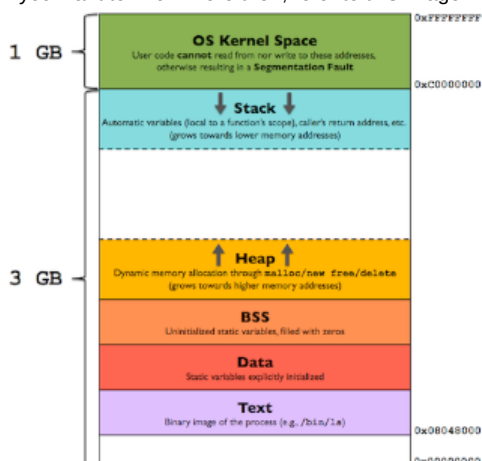 0xFFFFFFFF
OS Kernel Space
User code cannot read from nor write to these addresses,
otherwise resulting in a Segmentation Fault
1 GB
0xC0000000
Stack
Automatic variables (local to a function's scope), caller's return address, etc.
(grows towards lower memory addresses)
Heap
Dynamic memory allocation through malloc/new free/delete
(grows towards higher memory addresses)
3 GB
BSS
Uninitialized static variables, filled with zeros
Data
Static variables explicitly initialized
Text
Binary image of the process (e.g., /bin/ls)
0x08048000